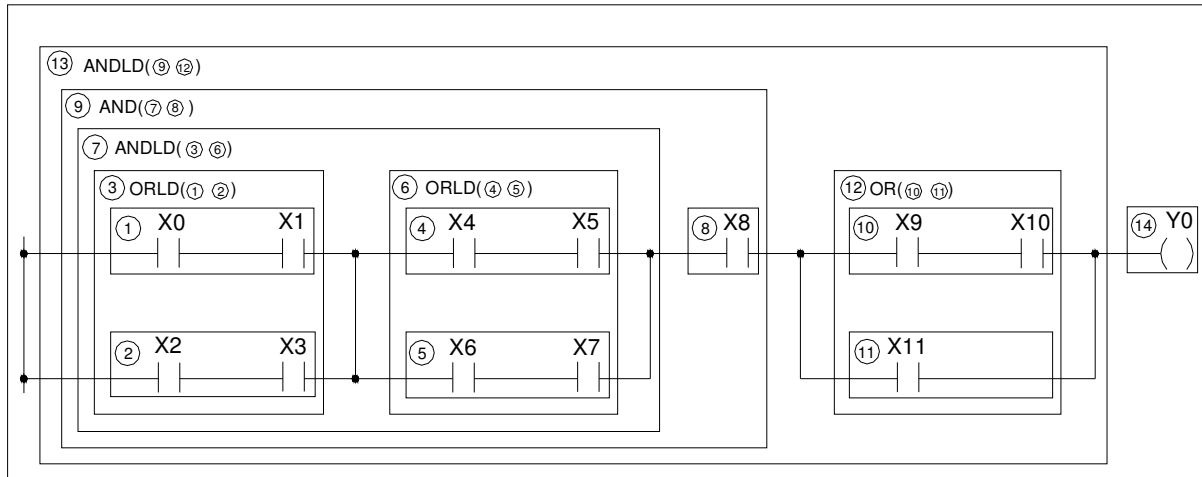 ⑬ ANDLD(⑨ ⑫)
⑨ AND(⑦ ⑧ )
⑦ ANDLD( ③ ⑥)
③ ORLD(① ②)
⑥ ORLD(④ ⑤)
⑫ OR(⑩ ⑪)
① X0 X1
④ X4 X5
⑧ X8
⑩ X9 X10
⑭ Y0
② X2 X3
⑤ X6 X7
⑪ X11